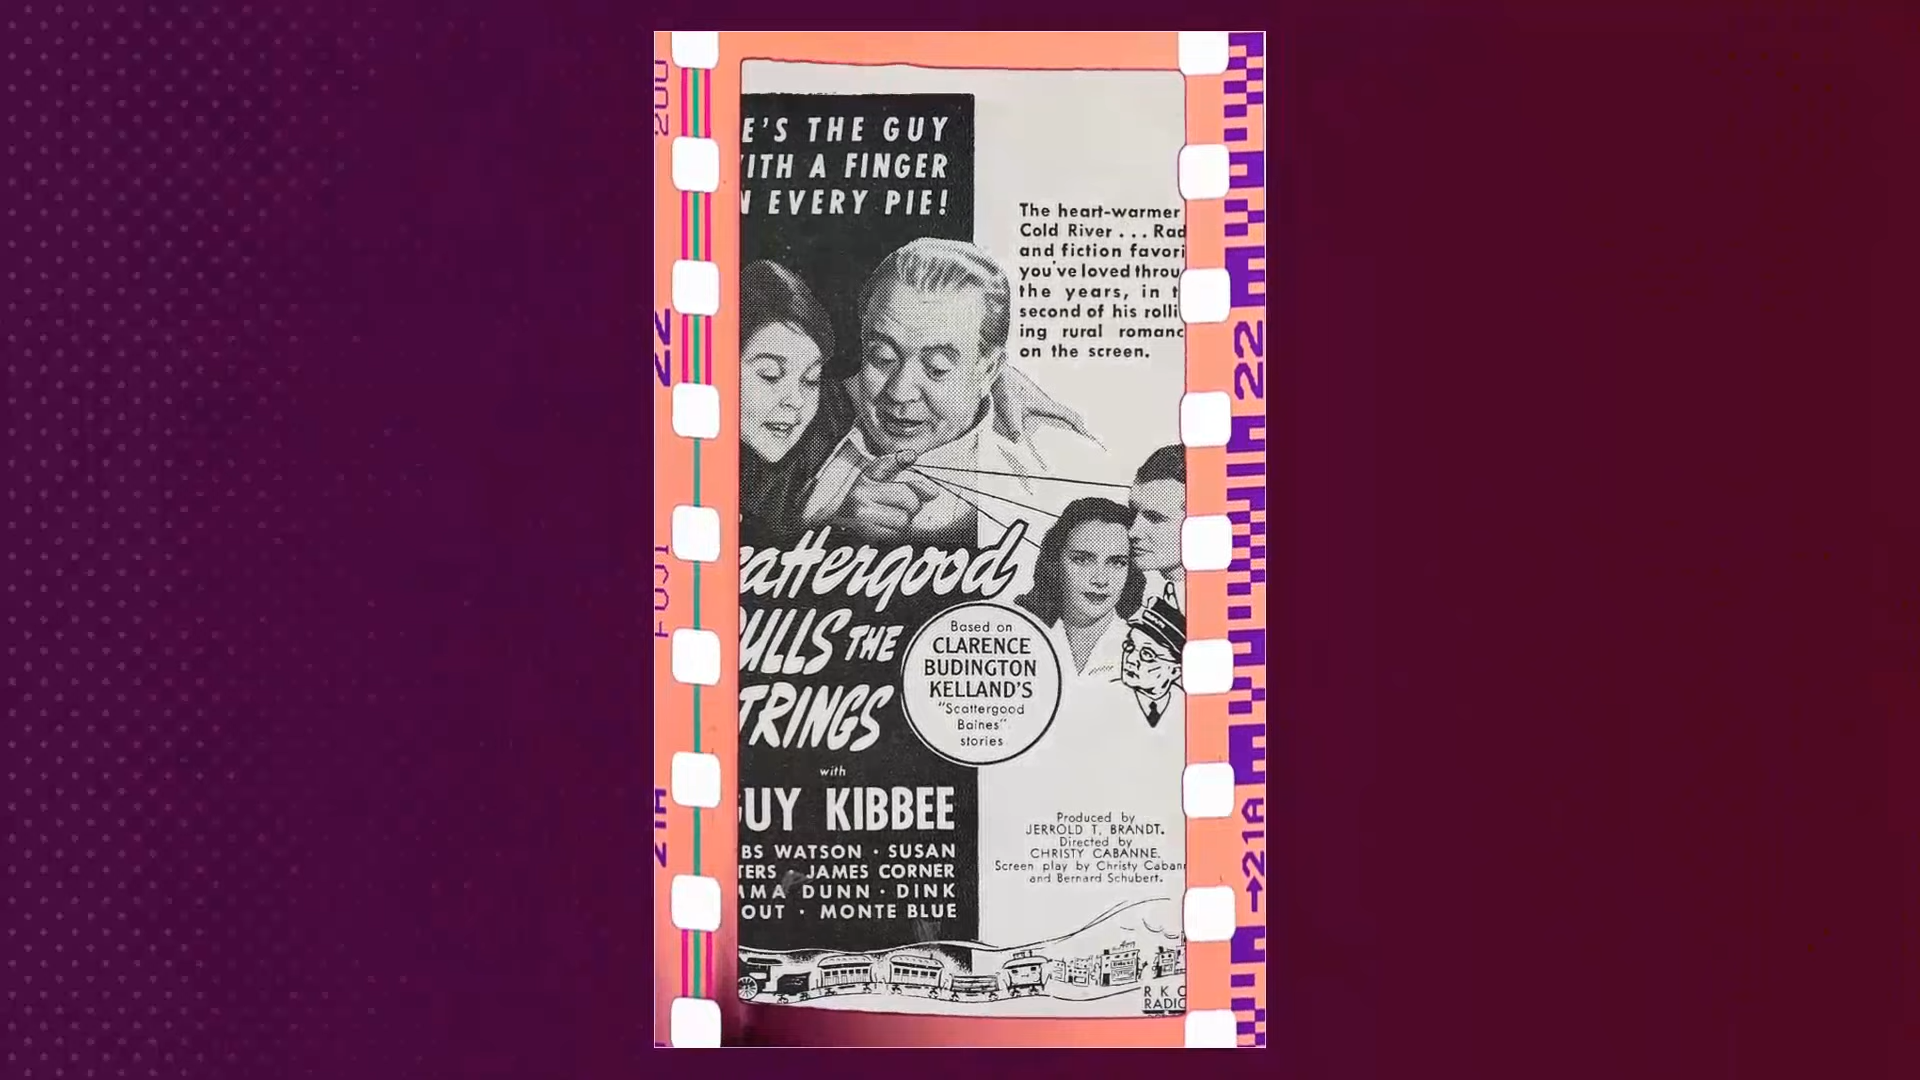 E'S THE GUY
ITH A FINGER
N EVERY PIE!
The heart-warmer
Cold River . . . Rad
and fiction favori
you've loved throu
the years, in t
second of his rolli
ing rural romanc
on the screen.
cattergood
ULLS THE
TRINGS
Based on
CLARENCE
BUDINGTON
KELLAND'S
"Scattergood
Baines"
stories
with
GUY KIBBEE
BS WATSON · SUSAN
TERS · JAMES CORNER
MMA DUNN · DINK
OUT · MONTE BLUE
Produced by
JERROLD T. BRANDT.
Directed by
CHRISTY CABANNE.
Screen play by Christy Caban
and Bernard Schubert.
R K O
RADIO
200
22
FUJI
21A
22
→21A